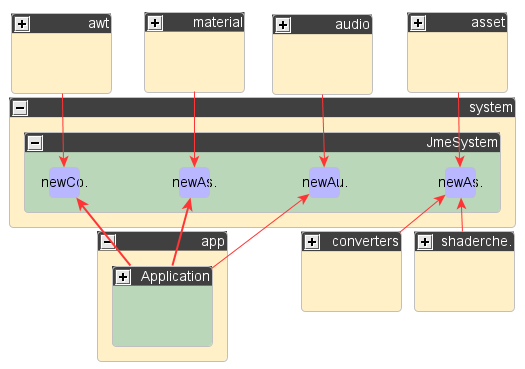 awt
material
audio
asset
system
JmeSystem
newCo.
newAs.
newAu.
newAs.
app
converters
shaderche.
Application